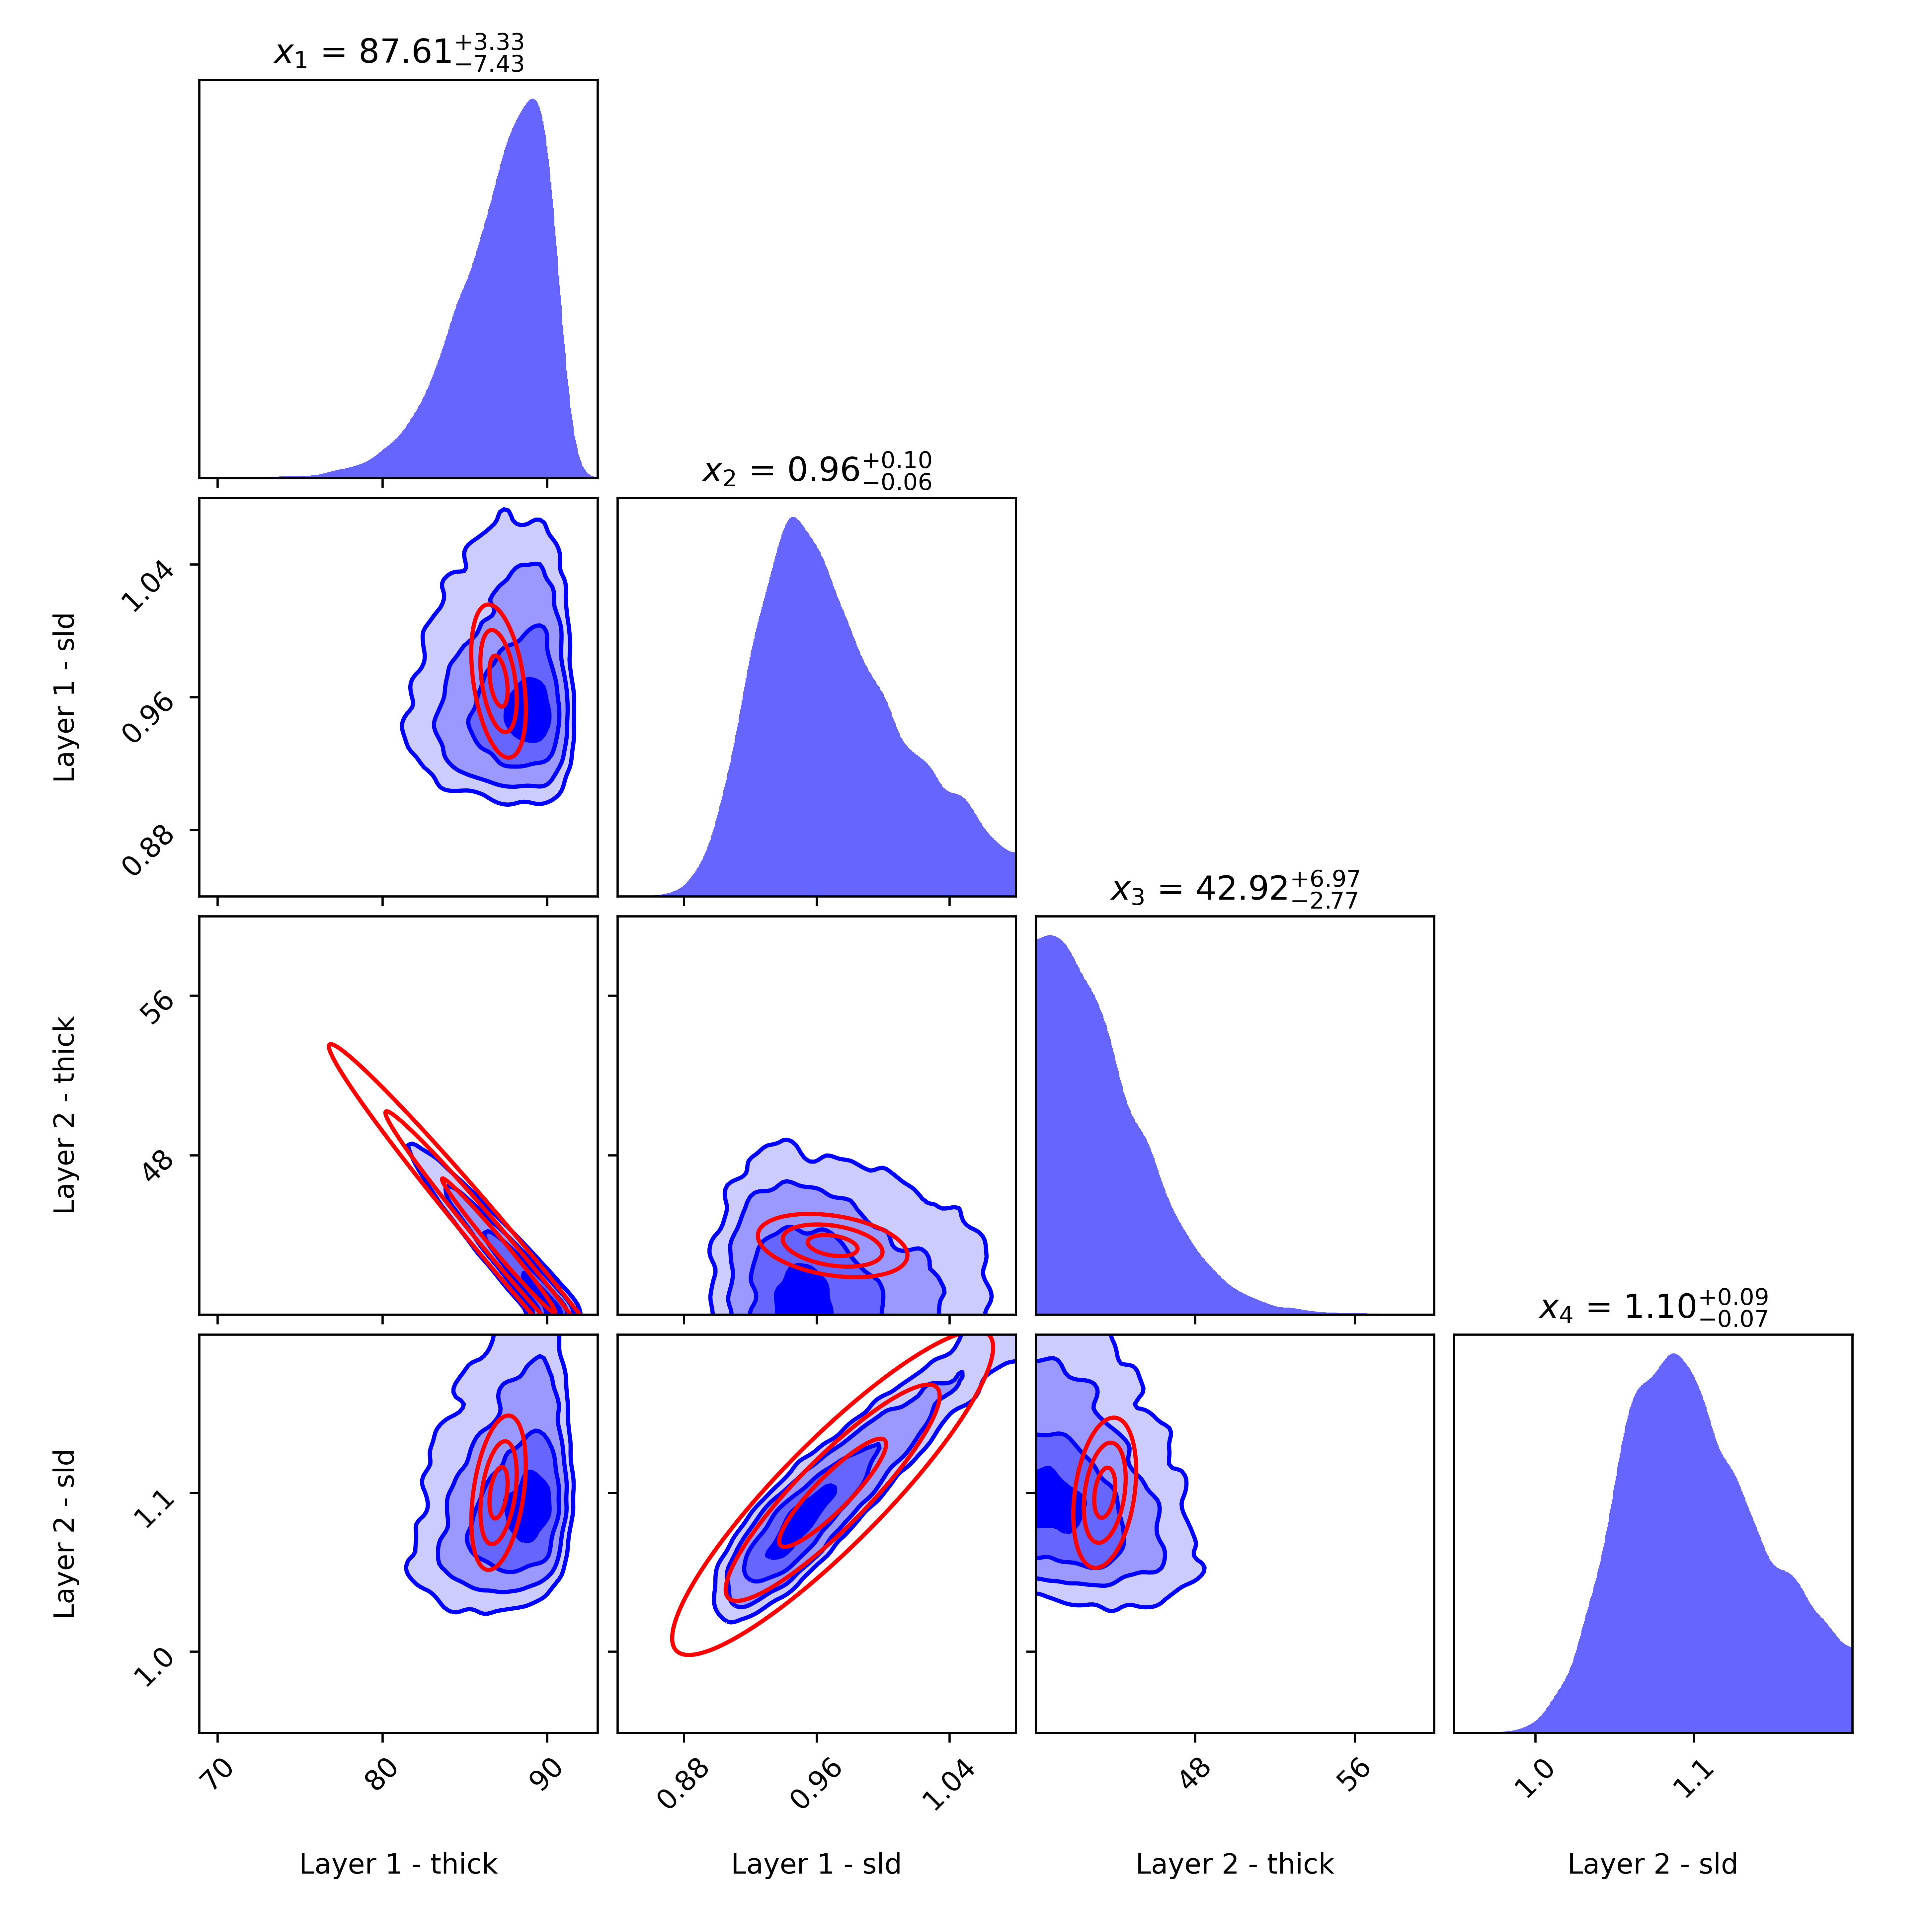 x₁ = 87.61+3.33−7.43
x₂ = 0.96+0.10−0.06
1.04
0.96
0.88
Layer 1 - sld
x₃ = 42.92+6.97−2.77
56
48
Layer 2 - thick
x₄ = 1.10+0.09−0.07
1.1
1.0
Layer 2 - sld
70 80 90 0.88 0.96 1.04 48 56 1.0 1.1
Layer 1 - thick Layer 1 - sld Layer 2 - thick Layer 2 - sld